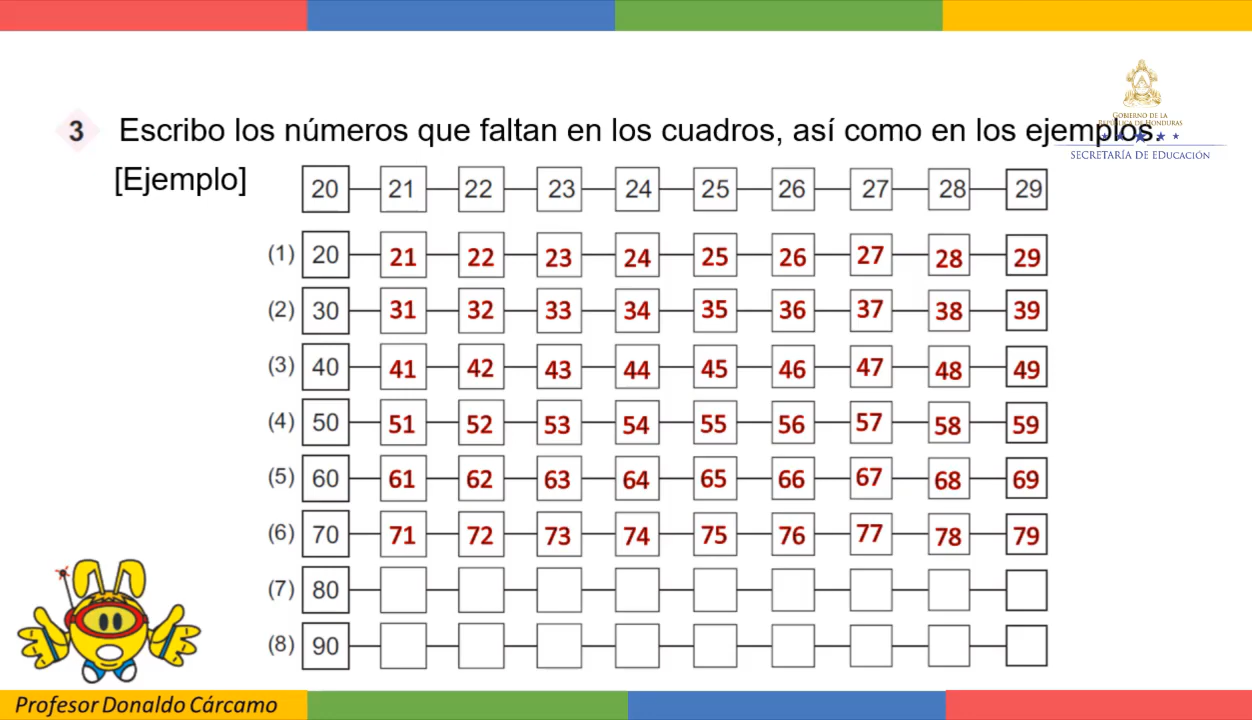 3 Escribo los números que faltan en los cuadros, así como en los ejemplos.
GOBIERNO DE LA
REPÚBLICA DE HONDURAS
SECRETARÍA DE EDUCACIÓN
[Ejemplo] 20 21 22 23 24 25 26 27 28 29
(1) 20 21 22 23 24 25 26 27 28 29
(2) 30 31 32 33 34 35 36 37 38 39
(3) 40 41 42 43 44 45 46 47 48 49
(4) 50 51 52 53 54 55 56 57 58 59
(5) 60 61 62 63 64 65 66 67 68 69
(6) 70 71 72 73 74 75 76 77 78 79
(7) 80
(8) 90
Profesor Donaldo Cárcamo